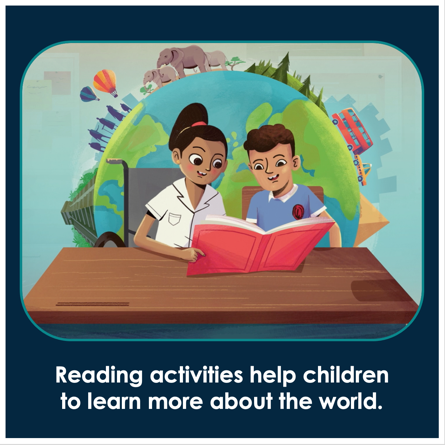 Reading activities help children
to learn more about the world.